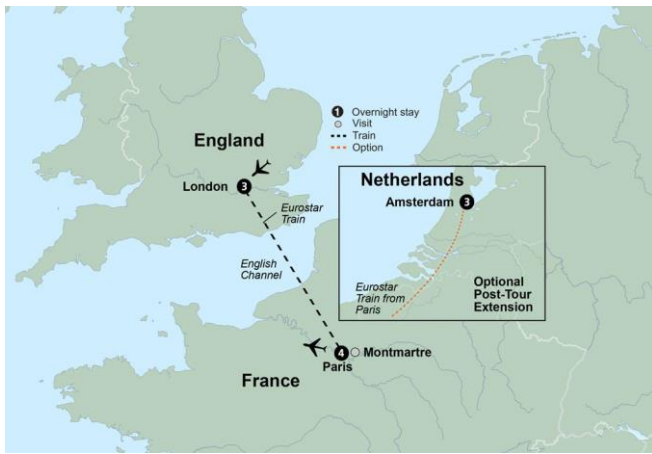 1 Overnight stay
Visit
Train
Option
England
London 3
Eurostar
Train
English
Channel
Netherlands
Amsterdam 3
Eurostar
Train from
Paris
Optional
Post-Tour
Extension
4 Montmartre
Paris
France